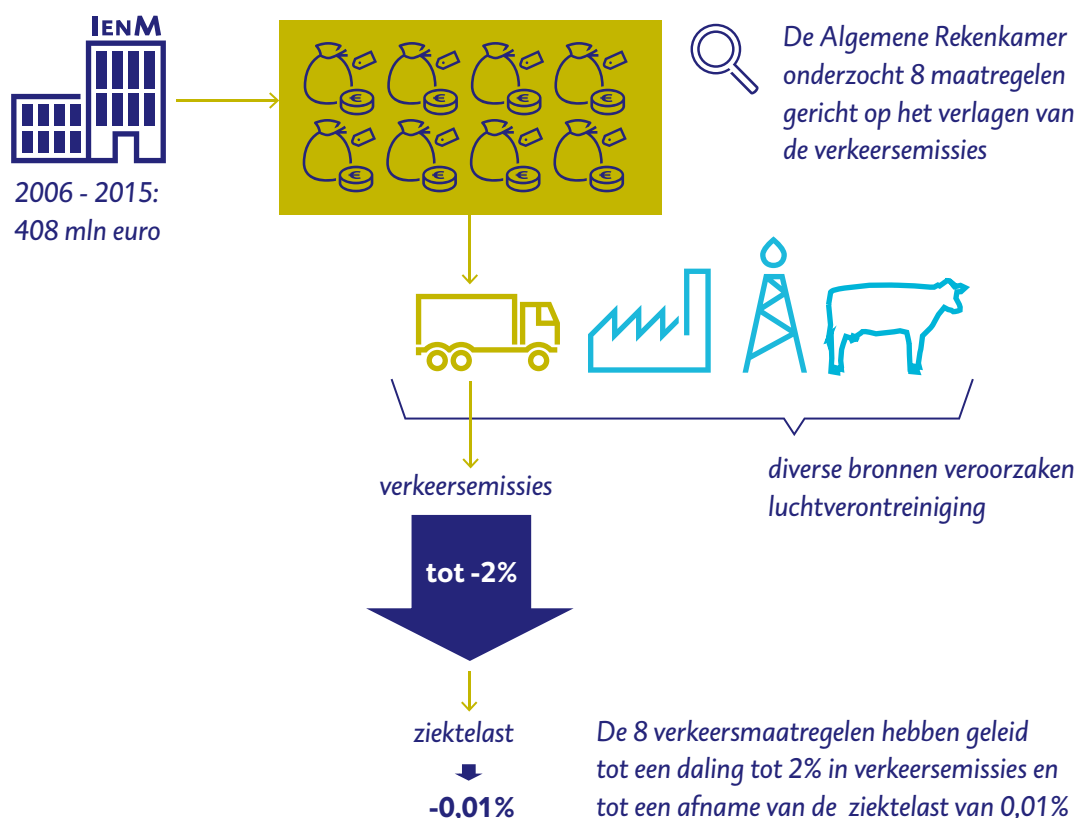 IENM
2006 - 2015:
408 mln euro
€ € € €
€ € € €
De Algemene Rekenkamer
onderzocht 8 maatregelen
gericht op het verlagen van
de verkeersemissies
diverse bronnen veroorzaken
luchtverontreiniging
verkeersemissies
tot -2%
ziektelast
-0,01%
De 8 verkeersmaatregelen hebben geleid
tot een daling tot 2% in verkeersemissies en
tot een afname van de ziektelast van 0,01%